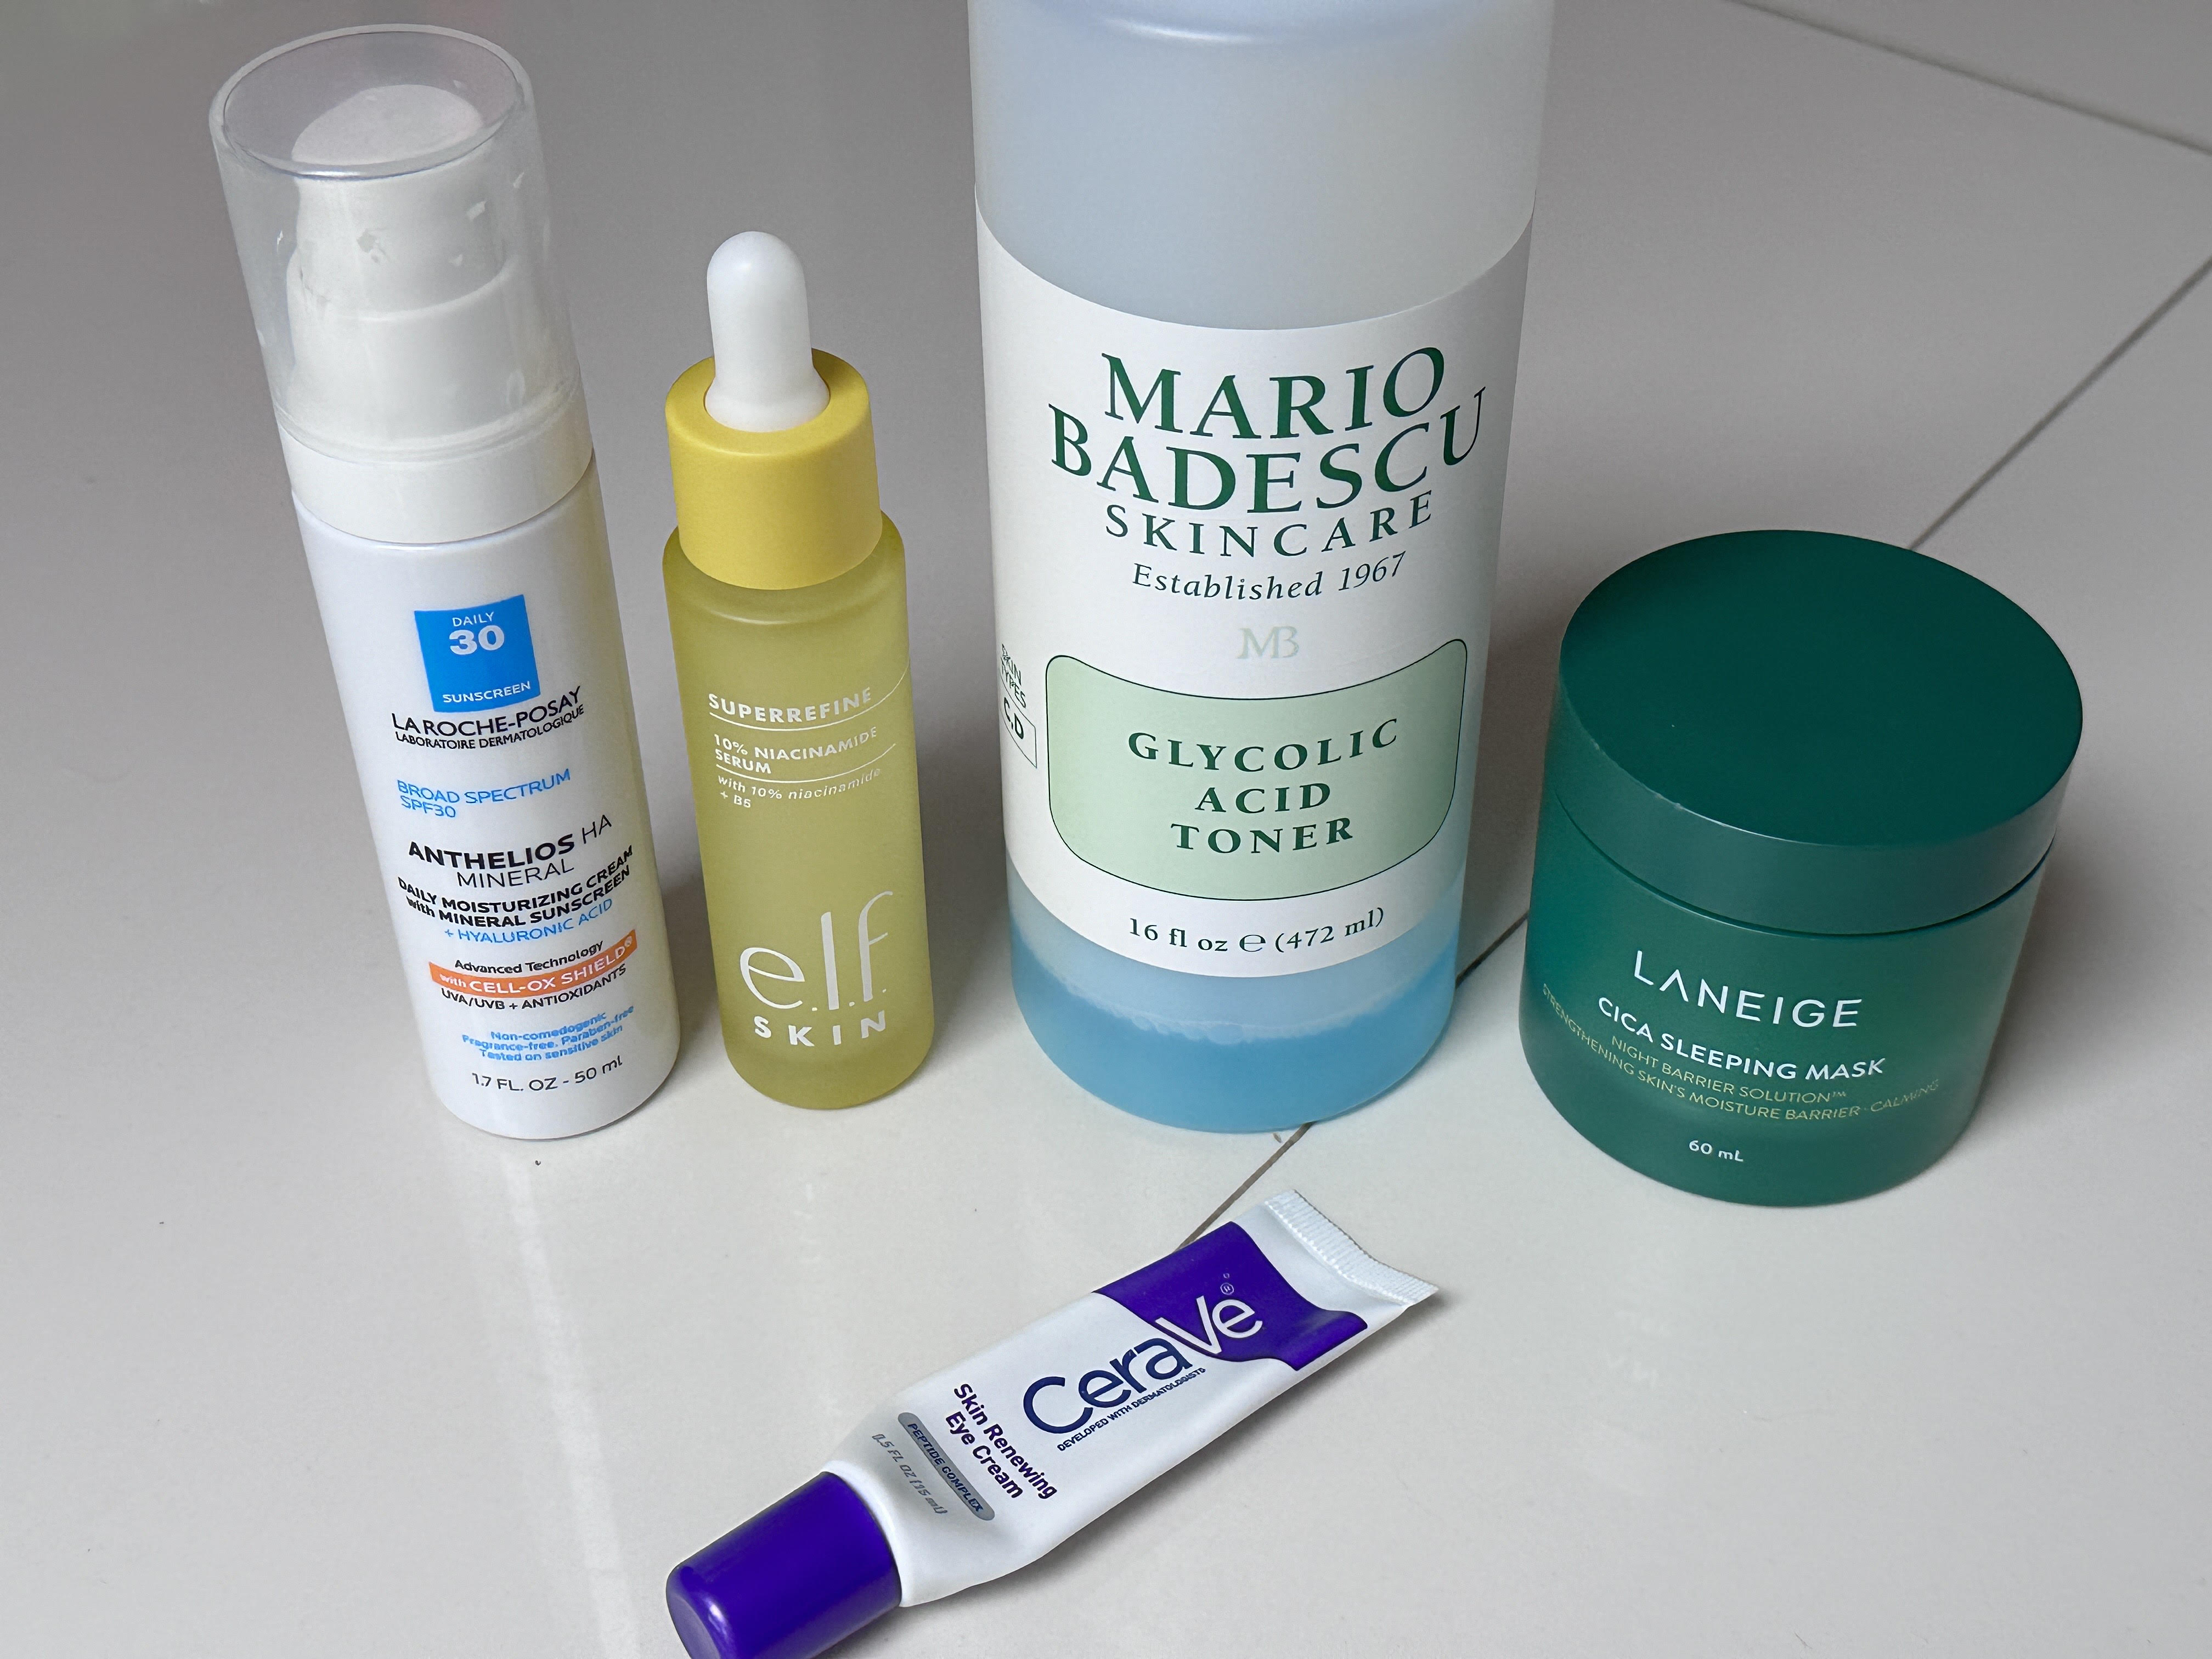 DAILY
30
SUNSCREEN
LA ROCHE-POSAY
LABORATOIRE DERMATOLOGIQUE
BROAD SPECTRUM
SPF30
ANTHELIOS HA
MINERAL
DAILY MOISTURIZING CREAM
with MINERAL SUNSCREEN
+ HYALURONIC ACID
Advanced Technology
with CELL-OX SHIELD®
UVA/UVB + ANTIOXIDANTS
Non-comedogenic
Fragrance-free, Paraben-free
Tested on sensitive skin
1.7 FL. OZ - 50 mL
SUPERREFINE
10% NIACINAMIDE
SERUM
with 10% niacinamide
+ B5
e.l.f.
SKIN
MARIO
BADESCU
SKINCARE
Established 1967
MB
SKIN
TYPES
C,D
GLYCOLIC
ACID
TONER
16 fl oz ℮ (472 ml)
LANEIGE
CICA SLEEPING MASK
NIGHT BARRIER SOLUTION™
STRENGTHENING SKIN'S MOISTURE BARRIER · CALMING
60 mL
CeraVe®
DEVELOPED WITH DERMATOLOGISTS
Skin Renewing
Eye Cream
PEPTIDE COMPLEX
0.5 FL OZ (15 mL)